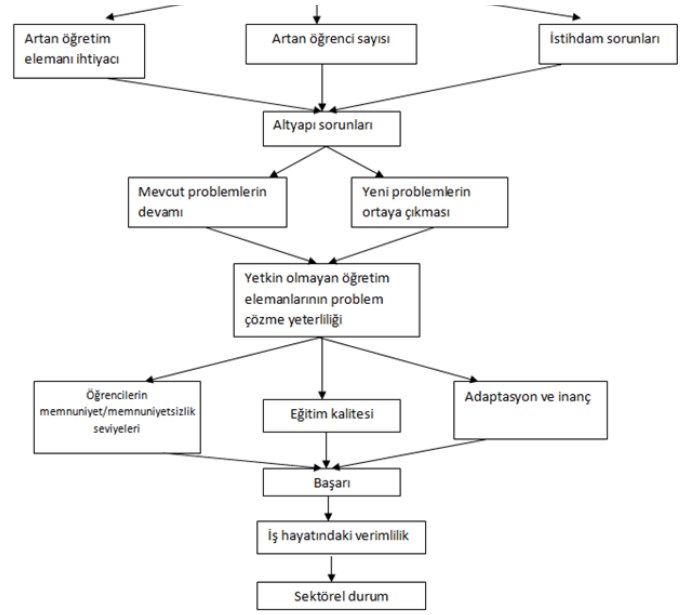 Artan öğretim
elemanı ihtiyacı
Artan öğrenci sayısı
İstihdam sorunları
Altyapı sorunları
Mevcut problemlerin
devamı
Yeni problemlerin
ortaya çıkması
Yetkin olmayan öğretim
elemanlarının problem
çözme yeterliliği
Öğrencilerin
memnuniyet/memnuniyetsizlik
seviyeleri
Eğitim kalitesi
Adaptasyon ve inanç
Başarı
İş hayatındaki verimlilik
Sektörel durum